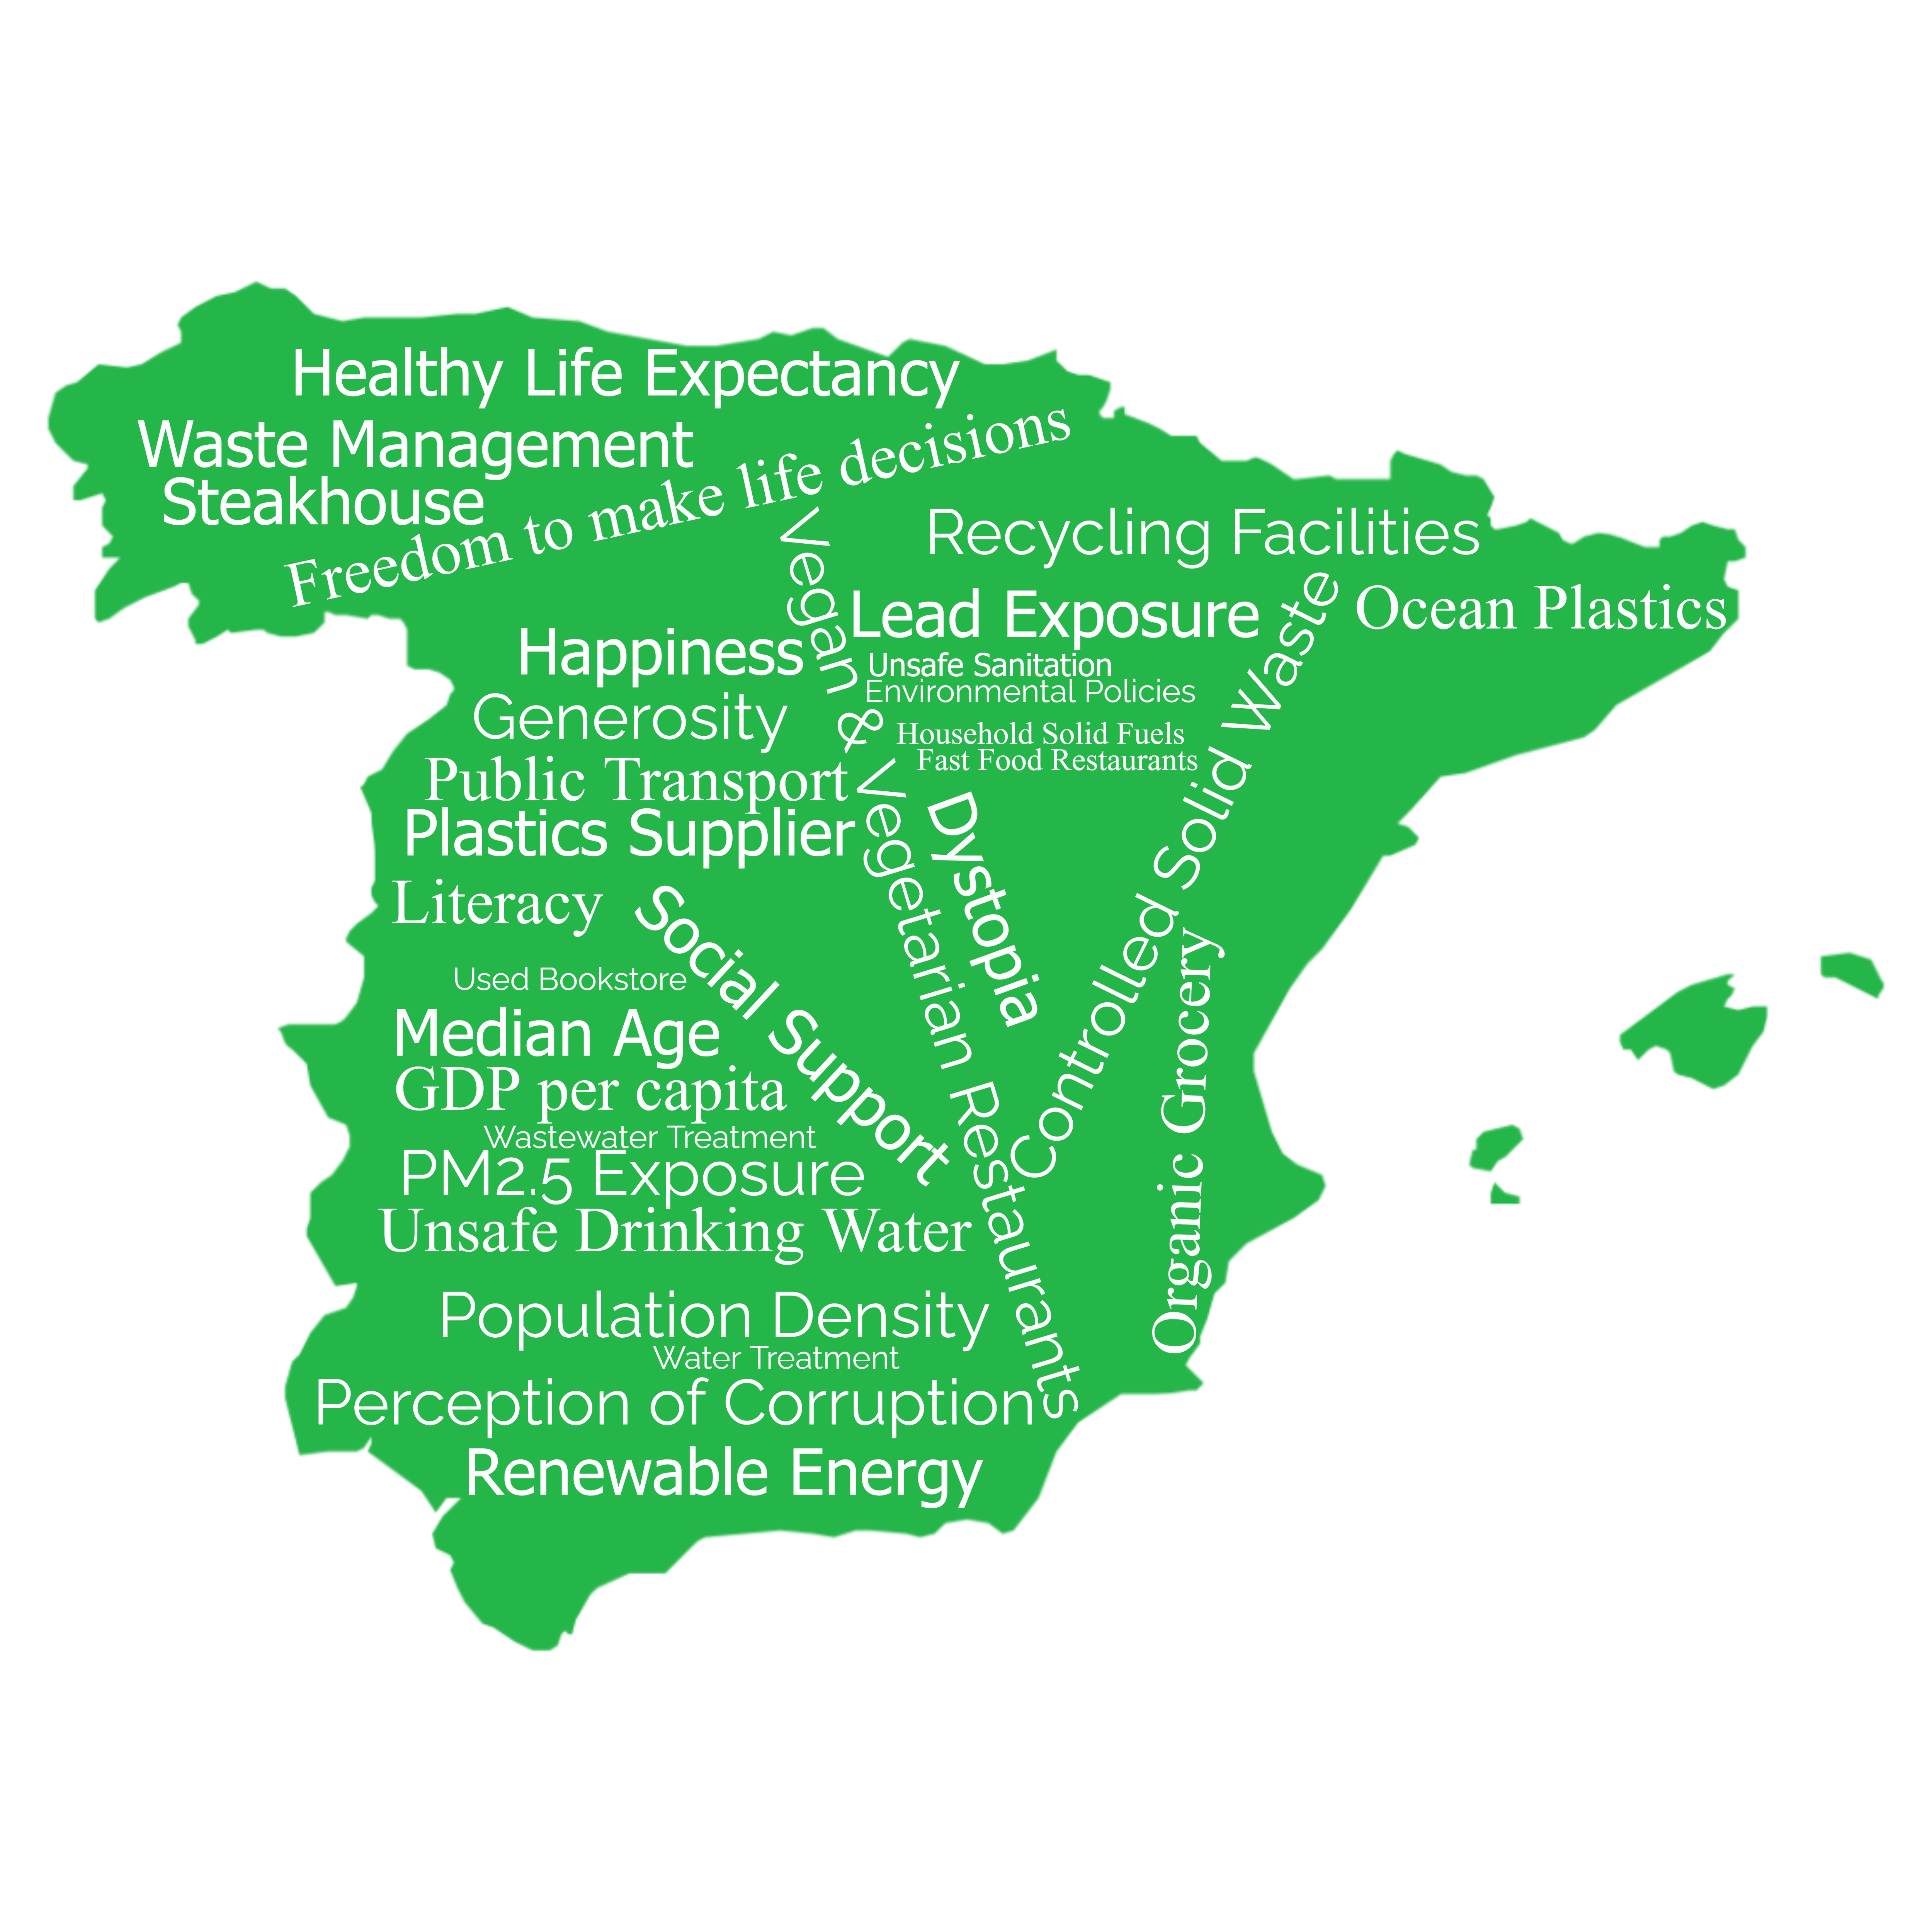 Healthy Life Expectancy
Waste Management
Steakhouse
Freedom to make life decisions
Recycling Facilities
Ocean Plastics
Lead Exposure
Happiness
Unsafe Sanitation
Environmental Policies
Generosity
Household Solid Fuels
Fast Food Restaurants
Public Transport
Plastics Supplier
Vegan & Vegetarian Restaurants
Dystopia
Controlled Solid Waste
Literacy
Social Support
Used Bookstore
Organic Grocery
Median Age
GDP per capita
Wastewater Treatment
PM2.5 Exposure
Unsafe Drinking Water
Population Density
Water Treatment
Perception of Corruption
Renewable Energy